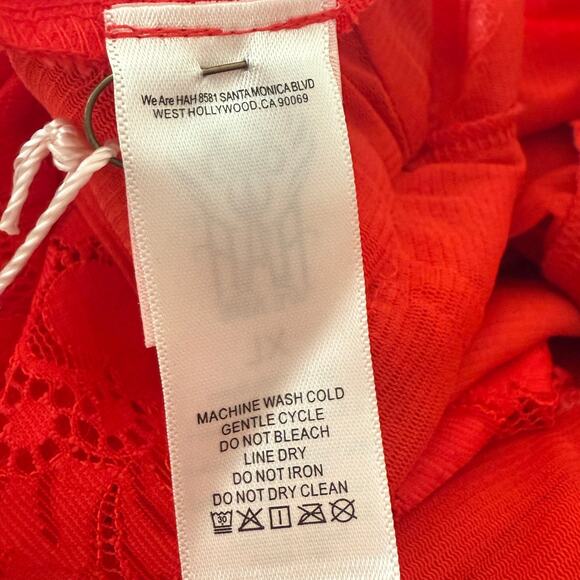 We Are HAH 8581 SANTA MONICA BLVD
WEST HOLLYWOOD.CA 90069
XL
MACHINE WASH COLD
GENTLE CYCLE
DO NOT BLEACH
LINE DRY
DO NOT IRON
DO NOT DRY CLEAN
30